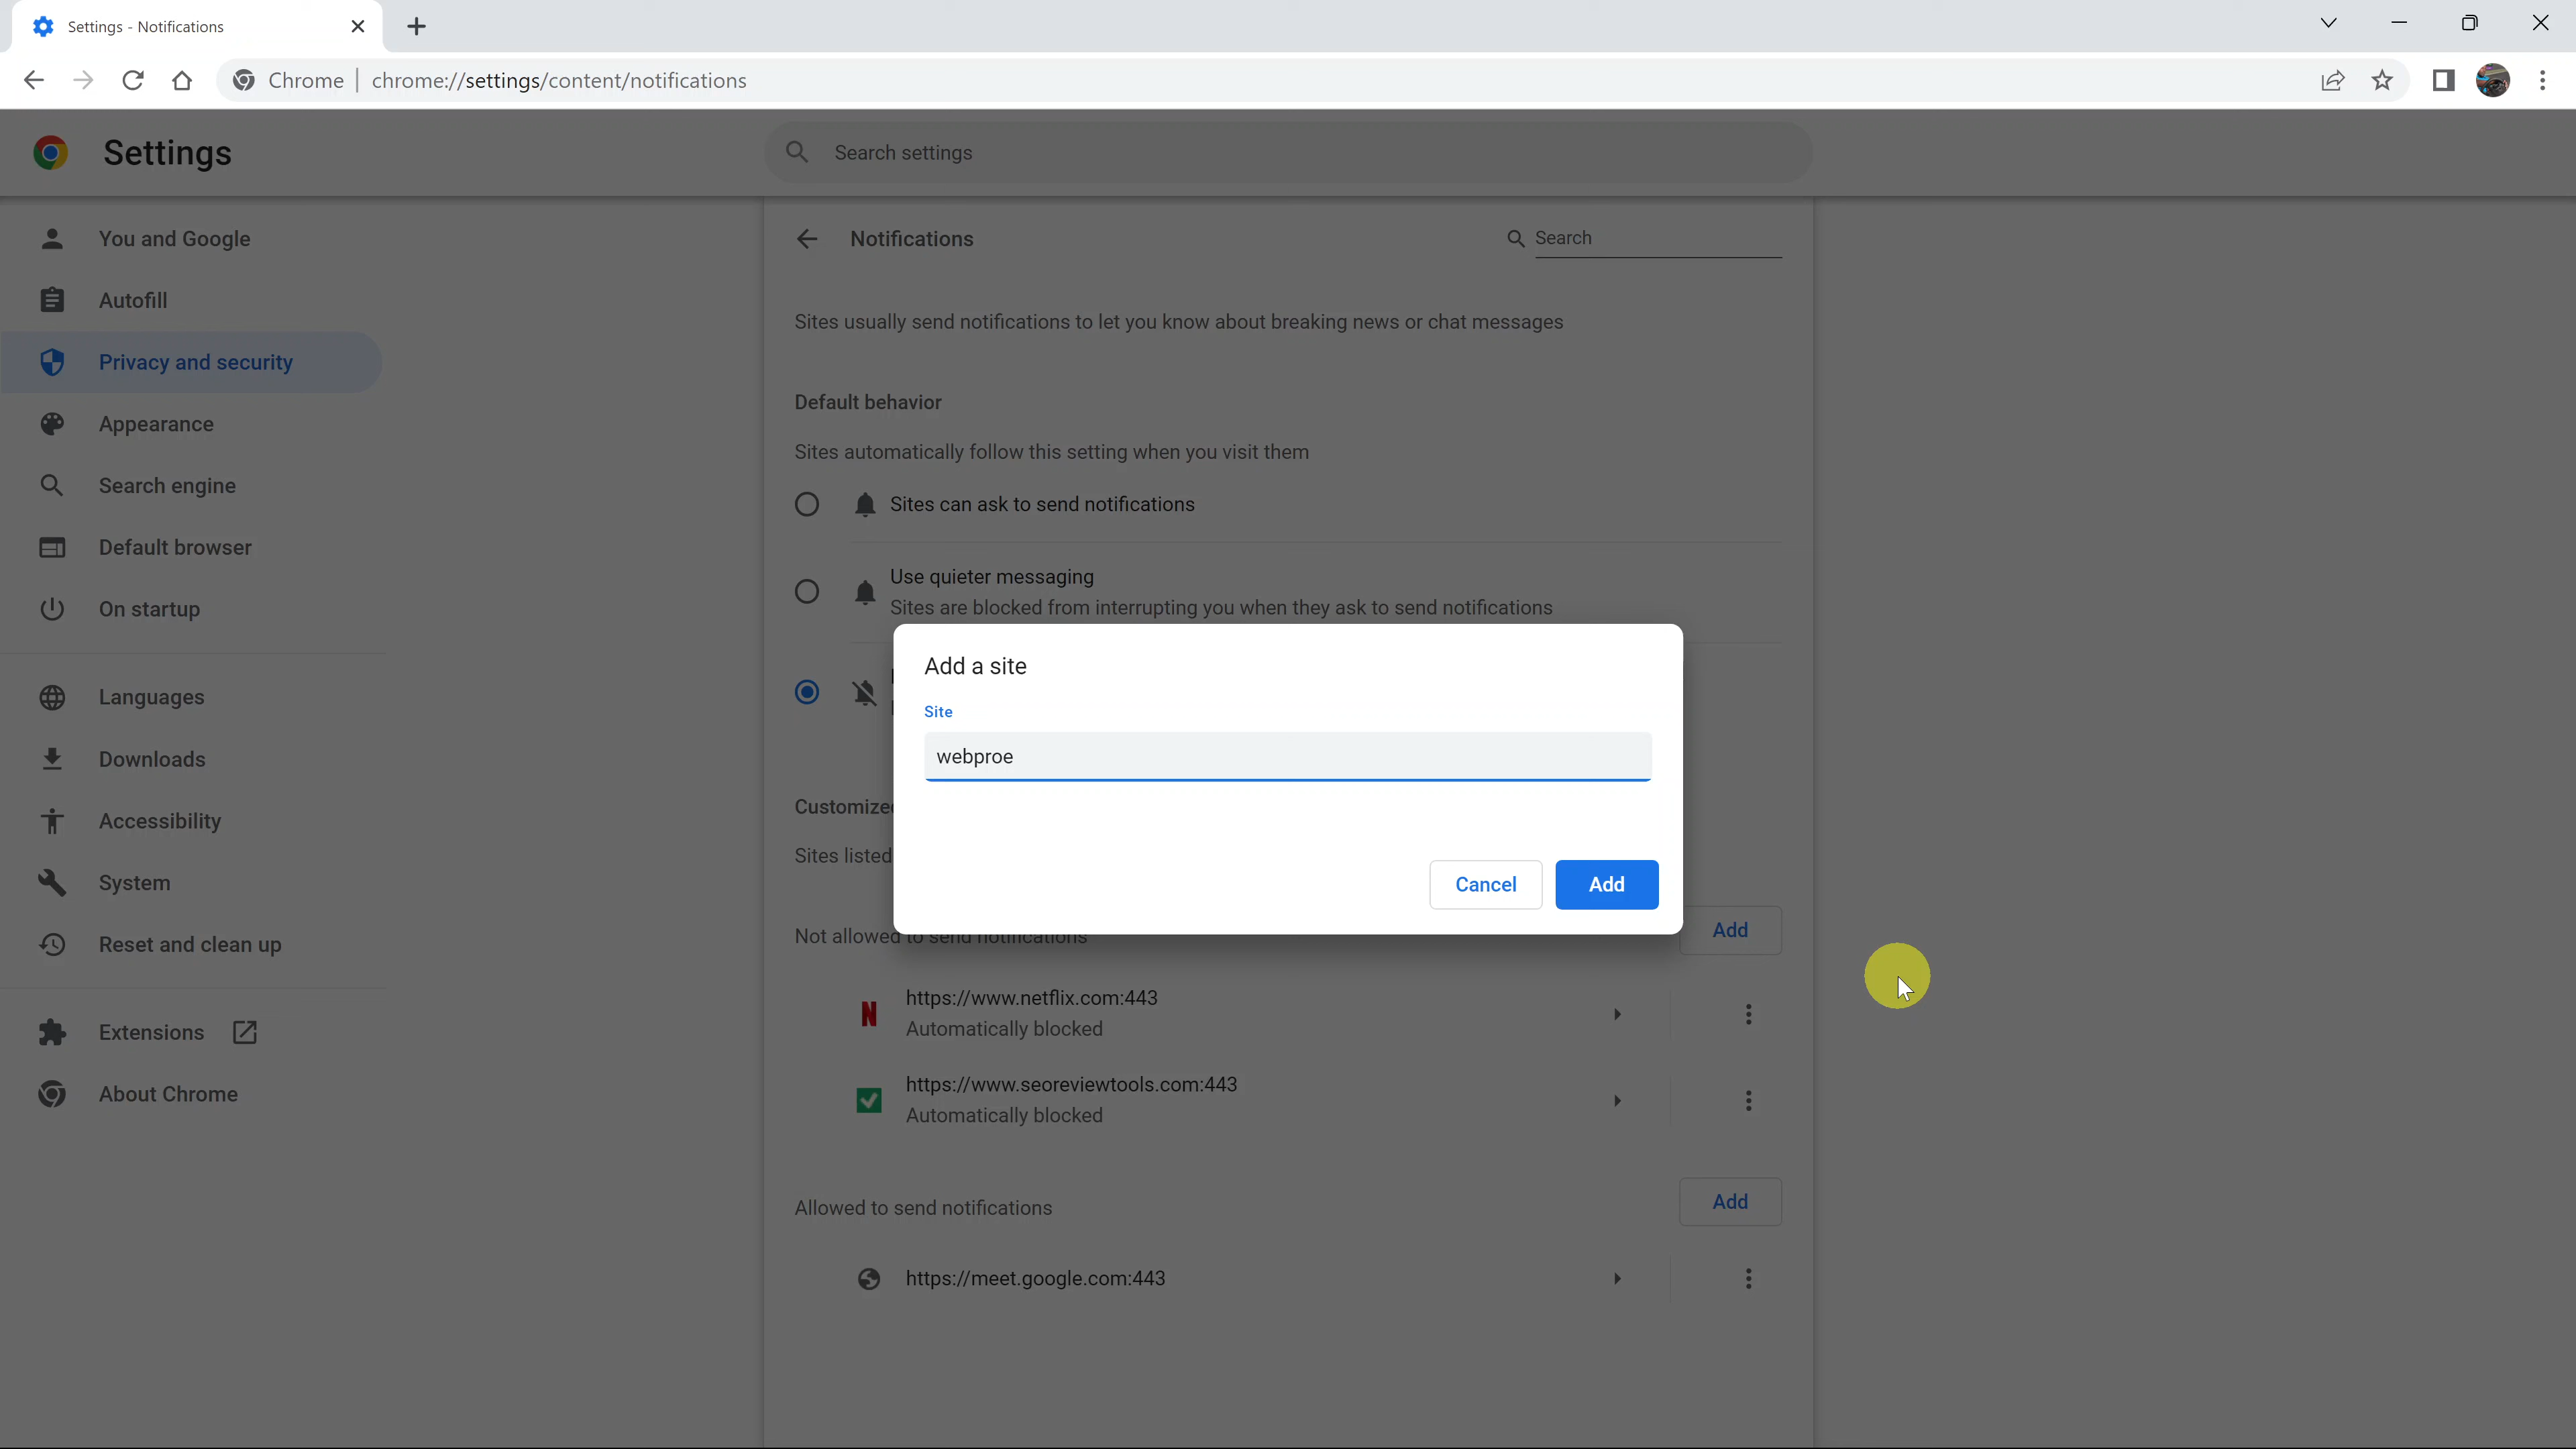 Settings - Notifications
Chrome | chrome://settings/content/notifications
Settings
Search settings
You and Google
Autofill
Privacy and security
Appearance
Search engine
Default browser
On startup
Languages
Downloads
Accessibility
System
Reset and clean up
Extensions
About Chrome
Notifications
Search
Sites usually send notifications to let you know about breaking news or chat messages
Default behavior
Sites automatically follow this setting when you visit them
Sites can ask to send notifications
Use quieter messaging
Sites are blocked from interrupting you when they ask to send notifications
Add a site
Site
webproe
Cancel
Add
Sites listed
Not allowed to send notifications
Add
https://www.netflix.com:443
Automatically blocked
https://www.seoreviewtools.com:443
Automatically blocked
Allowed to send notifications
Add
https://meet.google.com:443